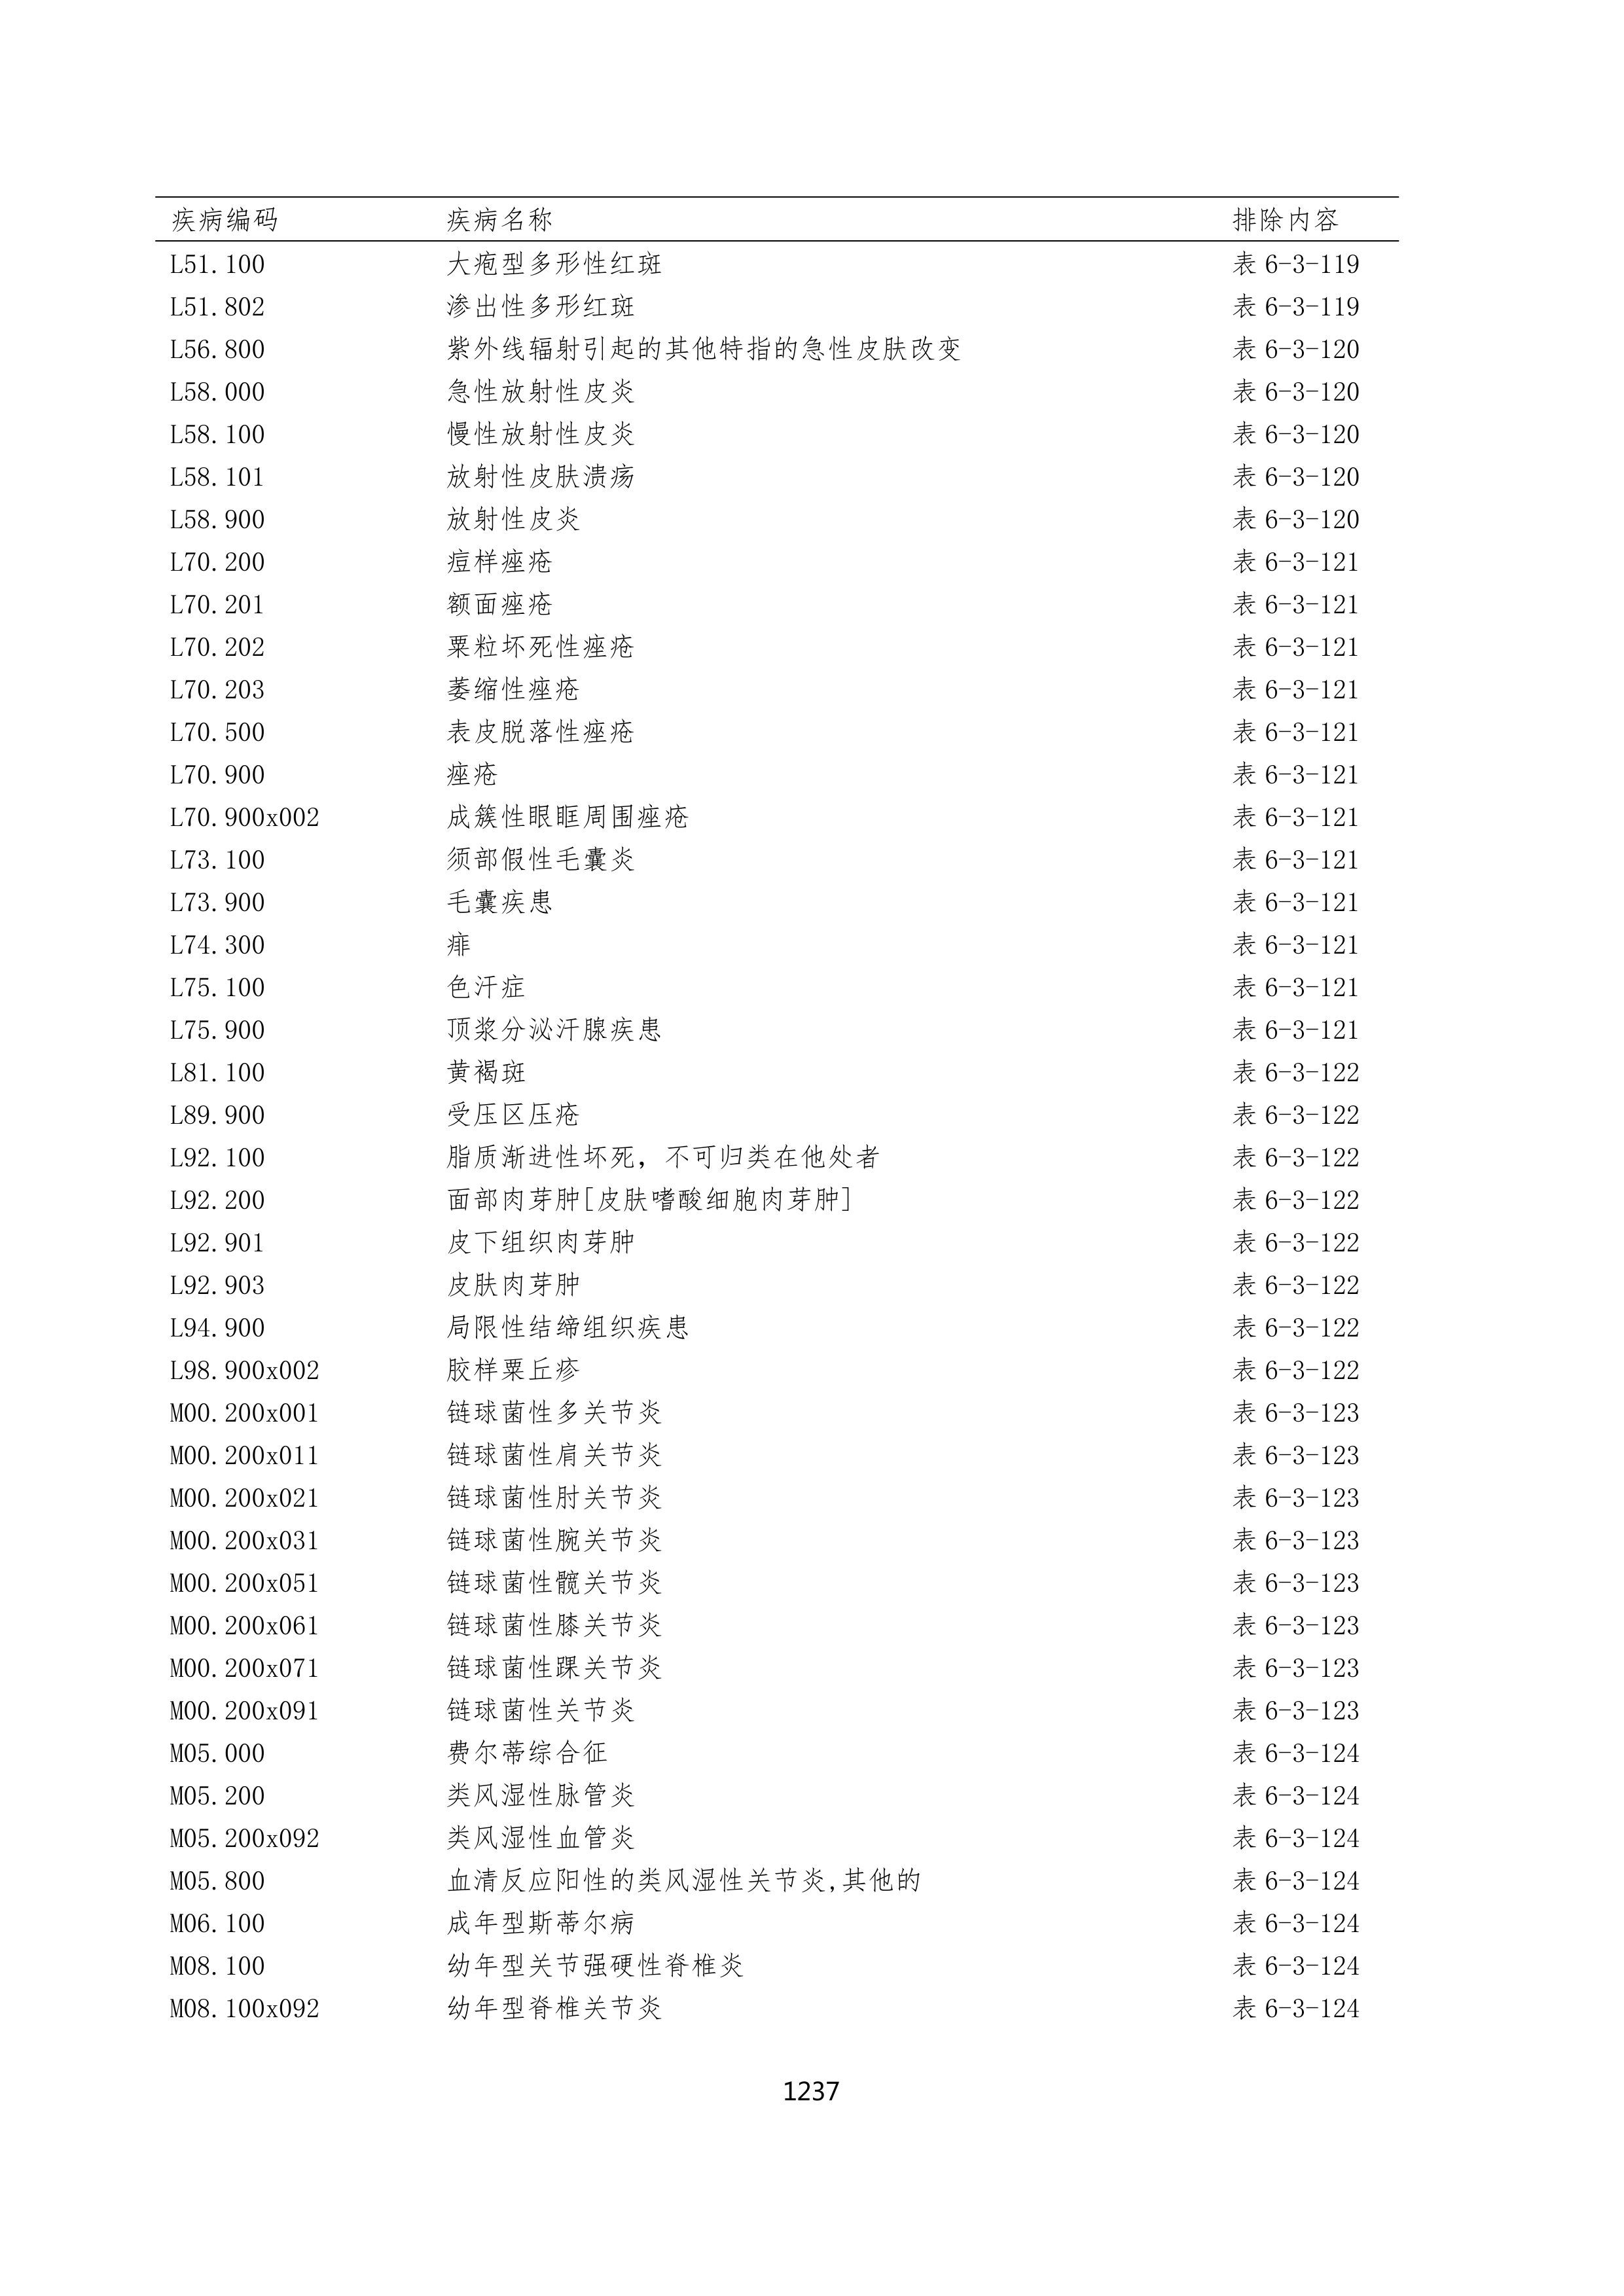 疾病编码 疾病名称 排除内容
L51.100 大疱型多形性红斑 表 6-3-119
L51.802 渗出性多形红斑 表 6-3-119
L56.800 紫外线辐射引起的其他特指的急性皮肤改变 表 6-3-120
L58.000 急性放射性皮炎 表 6-3-120
L58.100 慢性放射性皮炎 表 6-3-120
L58.101 放射性皮肤溃疡 表 6-3-120
L58.900 放射性皮炎 表 6-3-120
L70.200 痘样痤疮 表 6-3-121
L70.201 额面痤疮 表 6-3-121
L70.202 粟粒坏死性痤疮 表 6-3-121
L70.203 萎缩性痤疮 表 6-3-121
L70.500 表皮脱落性痤疮 表 6-3-121
L70.900 痤疮 表 6-3-121
L70.900x002 成簇性眼眶周围痤疮 表 6-3-121
L73.100 须部假性毛囊炎 表 6-3-121
L73.900 毛囊疾患 表 6-3-121
L74.300 痱 表 6-3-121
L75.100 色汗症 表 6-3-121
L75.900 顶浆分泌汗腺疾患 表 6-3-121
L81.100 黄褐斑 表 6-3-122
L89.900 受压区压疮 表 6-3-122
L92.100 脂质渐进性坏死，不可归类在他处者 表 6-3-122
L92.200 面部肉芽肿[皮肤嗜酸细胞肉芽肿] 表 6-3-122
L92.901 皮下组织肉芽肿 表 6-3-122
L92.903 皮肤肉芽肿 表 6-3-122
L94.900 局限性结缔组织疾患 表 6-3-122
L98.900x002 胶样粟丘疹 表 6-3-122
M00.200x001 链球菌性多关节炎 表 6-3-123
M00.200x011 链球菌性肩关节炎 表 6-3-123
M00.200x021 链球菌性肘关节炎 表 6-3-123
M00.200x031 链球菌性腕关节炎 表 6-3-123
M00.200x051 链球菌性髋关节炎 表 6-3-123
M00.200x061 链球菌性膝关节炎 表 6-3-123
M00.200x071 链球菌性踝关节炎 表 6-3-123
M00.200x091 链球菌性关节炎 表 6-3-123
M05.000 费尔蒂综合征 表 6-3-124
M05.200 类风湿性脉管炎 表 6-3-124
M05.200x092 类风湿性血管炎 表 6-3-124
M05.800 血清反应阳性的类风湿性关节炎,其他的 表 6-3-124
M06.100 成年型斯蒂尔病 表 6-3-124
M08.100 幼年型关节强硬性脊椎炎 表 6-3-124
M08.100x092 幼年型脊椎关节炎 表 6-3-124
1237